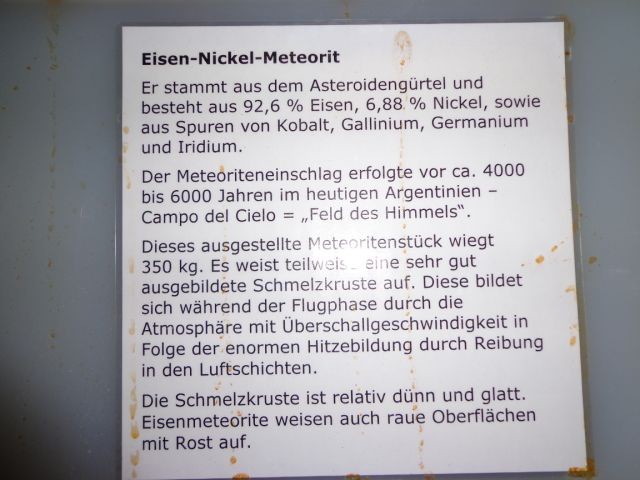 Eisen-Nickel-Meteorit
Er stammt aus dem Asteroidengürtel und
besteht aus 92,6 % Eisen, 6,88 % Nickel, sowie
aus Spuren von Kobalt, Gallinium, Germanium
und Iridium.
Der Meteoriteneinschlag erfolgte vor ca. 4000
bis 6000 Jahren im heutigen Argentinien –
Campo del Cielo = „Feld des Himmels“.
Dieses ausgestellte Meteoritenstück wiegt
350 kg. Es weist teilweise eine sehr gut
ausgebildete Schmelzkruste auf. Diese bildet
sich während der Flugphase durch die
Atmosphäre mit Überschallgeschwindigkeit in
Folge der enormen Hitzebildung durch Reibung
in den Luftschichten.
Die Schmelzkruste ist relativ dünn und glatt.
Eisenmeteorite weisen auch raue Oberflächen
mit Rost auf.